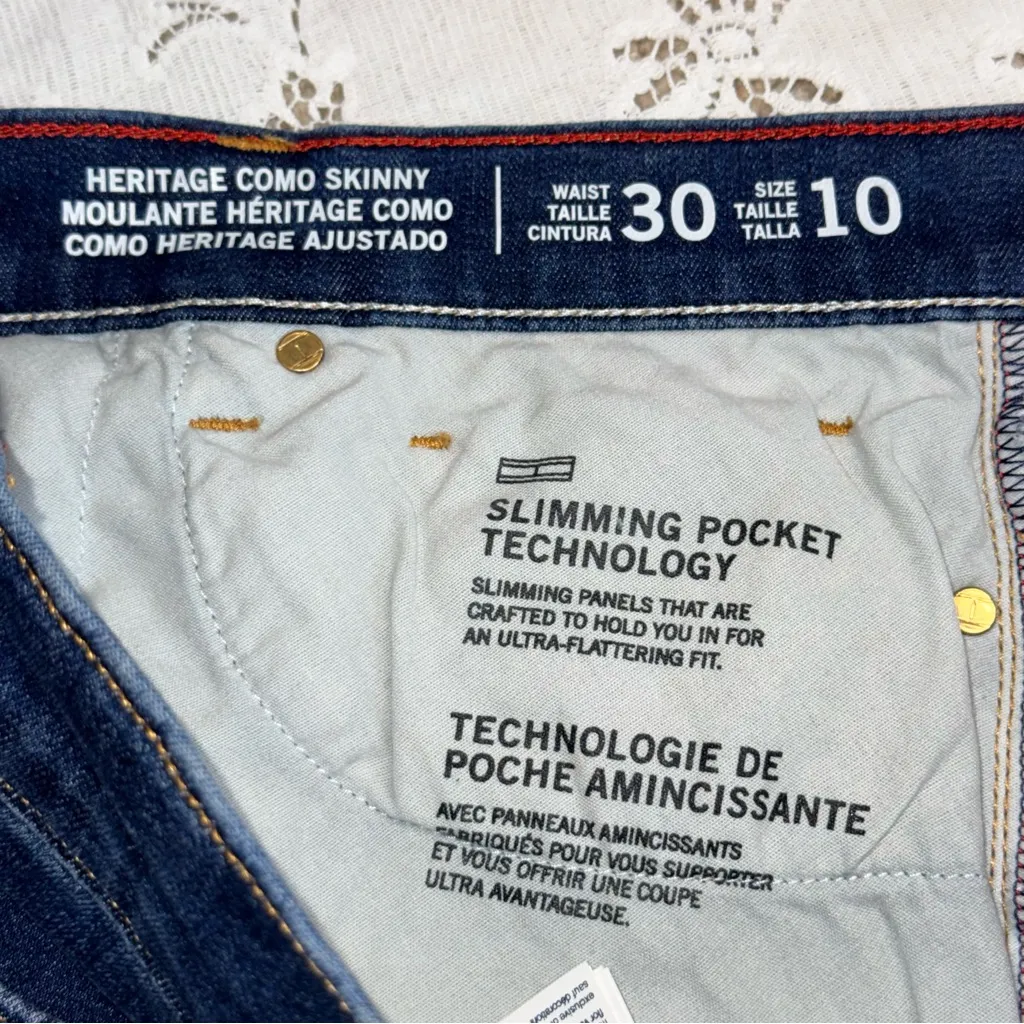 HERITAGE COMO SKINNY
MOULANTE HÉRITAGE COMO
COMO HERITAGE AJUSTADO
WAIST
TAILLE
CINTURA
30
SIZE
TAILLE
TALLA
10
SLIMMING POCKET
TECHNOLOGY
SLIMMING PANELS THAT ARE
CRAFTED TO HOLD YOU IN FOR
AN ULTRA-FLATTERING FIT.
TECHNOLOGIE DE
POCHE AMINCISSANTE
AVEC PANNEAUX AMINCISSANTS
FABRIQUÉS POUR VOUS SUPPORTER
ET VOUS OFFRIR UNE COUPE
ULTRA AVANTAGEUSE.
exclusive
sauf